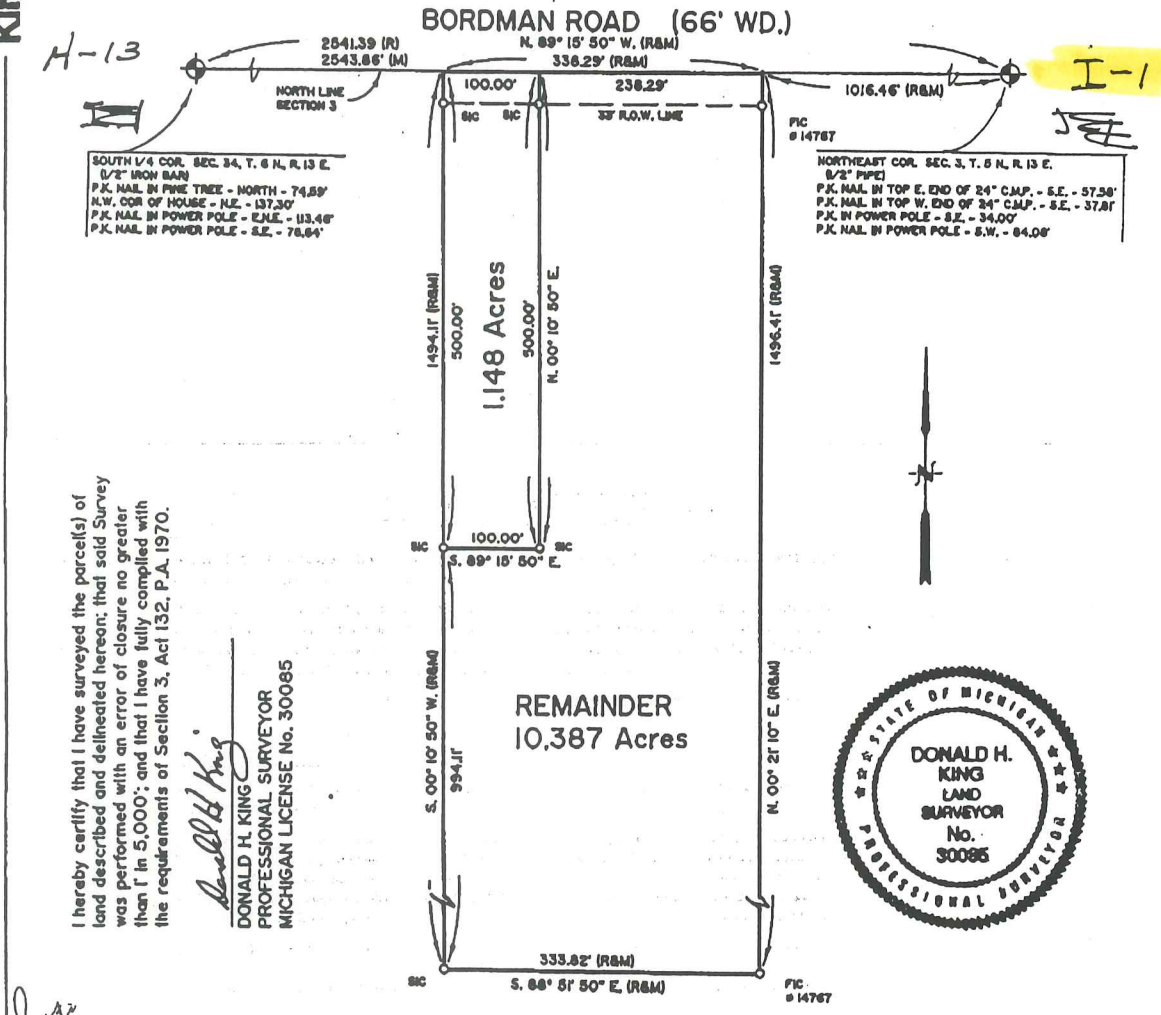 BORDMAN ROAD (66' WD.)
N. 89° 15' 50" W. (R&M)
2541.39 (R)
2543.86' (M)
336.29' (R&M)
H-13
I-1
NORTH LINE
SECTION 3
100.00'
238.29'
1016.46' (R&M)
SIC
SIC
33' R.O.W. LINE
FIC
# 14767
SOUTH 1/4 COR. SEC. 34, T. 6 N., R. 13 E.
(1/2" IRON BAR)
P.K. NAIL IN PINE TREE - NORTH - 74.59'
N.W. COR OF HOUSE - N.E. - 137.30'
P.K. NAIL IN POWER POLE - E.N.E. - 113.46'
P.K. NAIL IN POWER POLE - S.E. - 78.64'
NORTHEAST COR. SEC. 3, T. 5 N., R. 13 E.
(1/2" PIPE)
P.K. NAIL IN TOP E. END OF 24" C.M.P. - S.E. - 57.58'
P.K. NAIL IN TOP W. END OF 24" C.M.P. - S.E. - 37.81'
P.K. IN POWER POLE - S.E. - 34.00'
P.K. NAIL IN POWER POLE - S.W. - 84.08'
1494.11' (R&M)
500.00'
1.148 Acres
500.00'
N. 00° 10' 50" E.
1496.41' (R&M)
N
SIC
100.00'
SIC
S. 89° 15' 50" E.
I hereby certify that I have surveyed the parcel(s) of
land described and delineated hereon; that said Survey
was performed with an error of closure no greater
than 1' in 5,000'; and that I have fully complied with
the requirements of Section 3, Act 132, P.A. 1970.
Donald H King
DONALD H. KING
PROFESSIONAL SURVEYOR
MICHIGAN LICENSE No. 30085
S. 00° 10' 50" W. (R&M)
994.11'
REMAINDER
10,387 Acres
N. 00° 21' 10" E. (R&M)
STATE OF MICHIGAN
DONALD H.
KING
LAND
SURVEYOR
No.
30085
PROFESSIONAL SURVEYOR
SIC
333.82' (R&M)
S. 88° 51' 50" E. (R&M)
FIC
# 14767